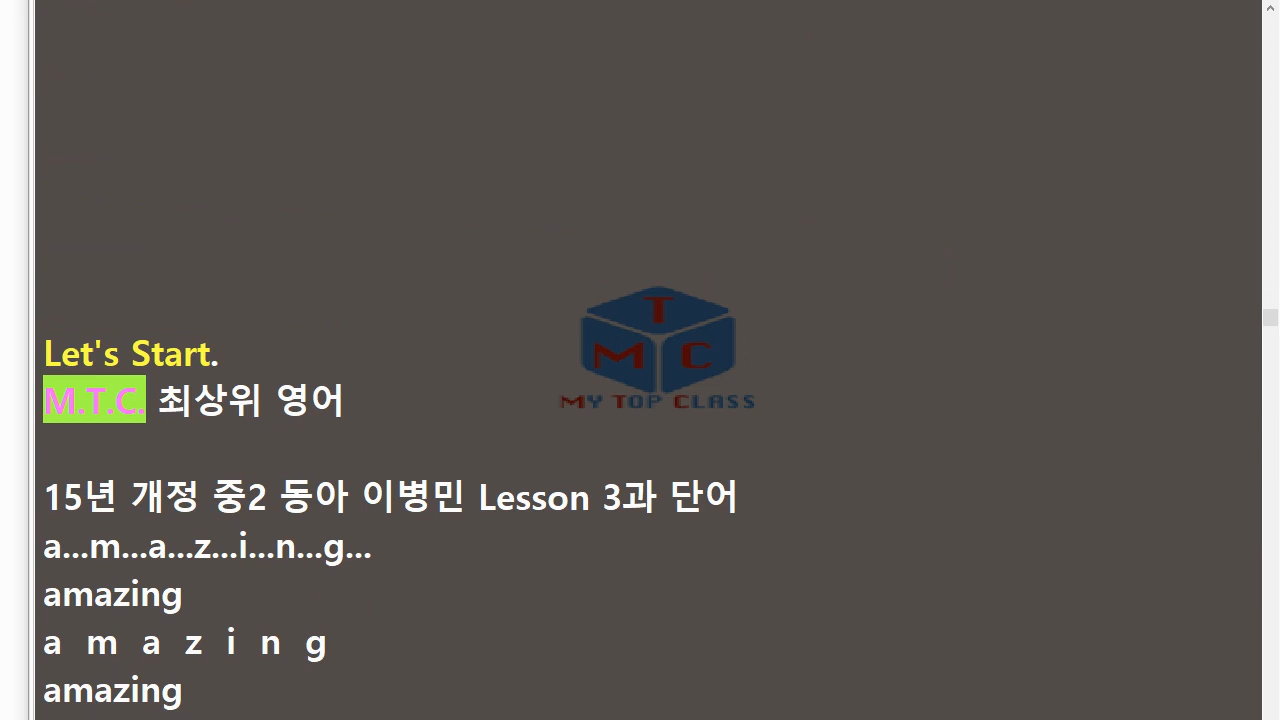 T
M C
MY TOP CLASS
Let's Start.
M.T.C. 최상위 영어
15년 개정 중2 동아 이병민 Lesson 3과 단어
a...m...a...z...i...n...g...
amazing
a m a z i n g
amazing